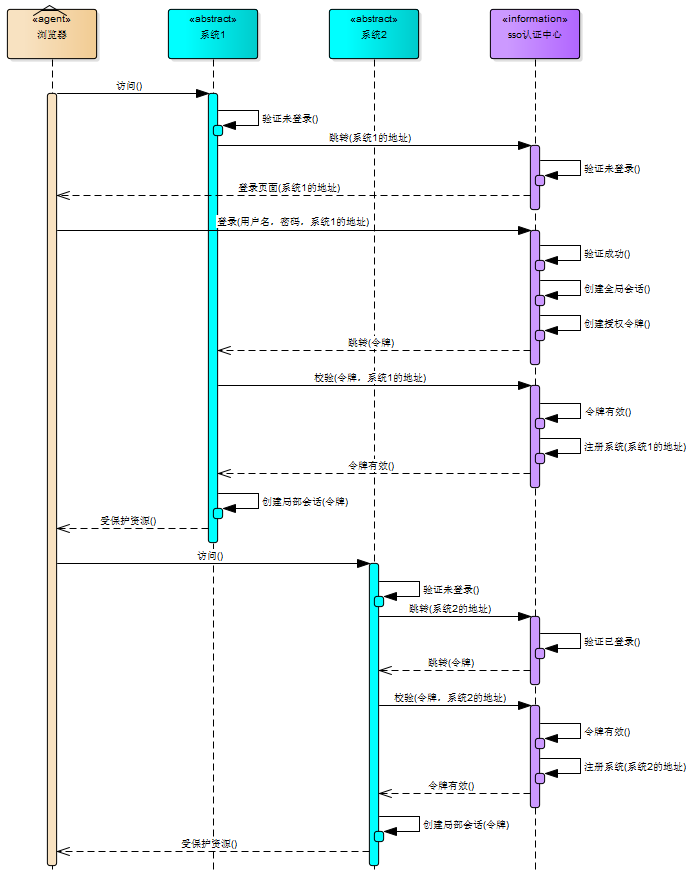 «agent»
浏览器
«abstract»
系统1
«abstract»
系统2
«information»
sso认证中心
访问()
验证未登录()
跳转(系统1的地址)
验证未登录()
登录页面(系统1的地址)
登录(用户名，密码，系统1的地址)
验证成功()
创建全局会话()
创建授权令牌()
跳转(令牌)
校验(令牌，系统1的地址)
令牌有效()
注册系统(系统1的地址)
令牌有效()
创建局部会话(令牌)
受保护资源()
访问()
验证未登录()
跳转(系统2的地址)
验证已登录()
跳转(令牌)
校验(令牌，系统2的地址)
令牌有效()
注册系统(系统2的地址)
令牌有效()
创建局部会话(令牌)
受保护资源()